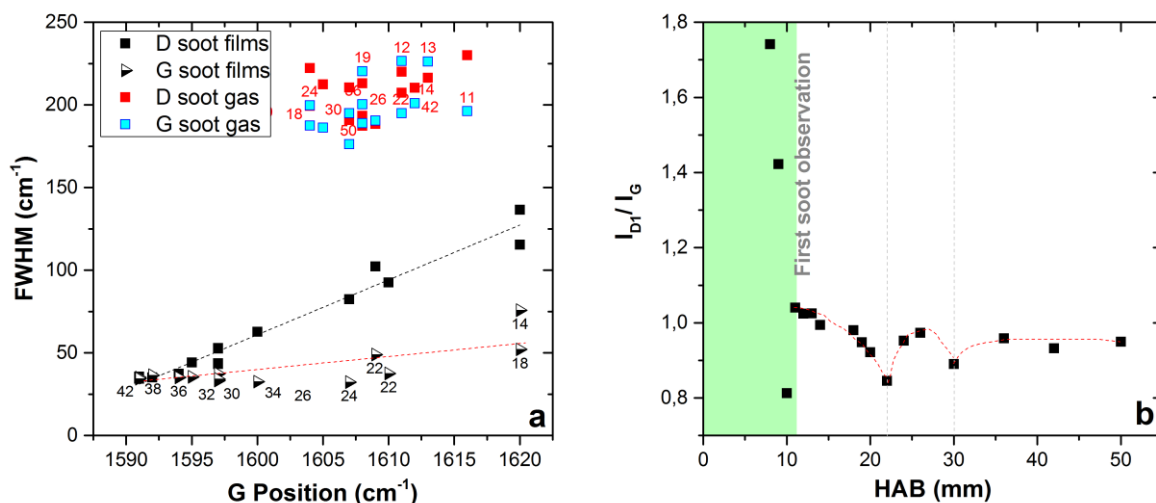 D soot films
G soot films
D soot gas
G soot gas
250
200
150
100
50
0
FWHM (cm-1)
1590 1595 1600 1605 1610 1615 1620
G Position (cm-1)
19 12 13
24 36 14
18 30 26 22 42 11
50
14
18
22
42 38 36 32 30 34 26 24 22
a
1,8
1,6
1,4
1,2
1,0
0,8
ID1/ IG
First soot observation
0 10 20 30 40 50
HAB (mm)
b